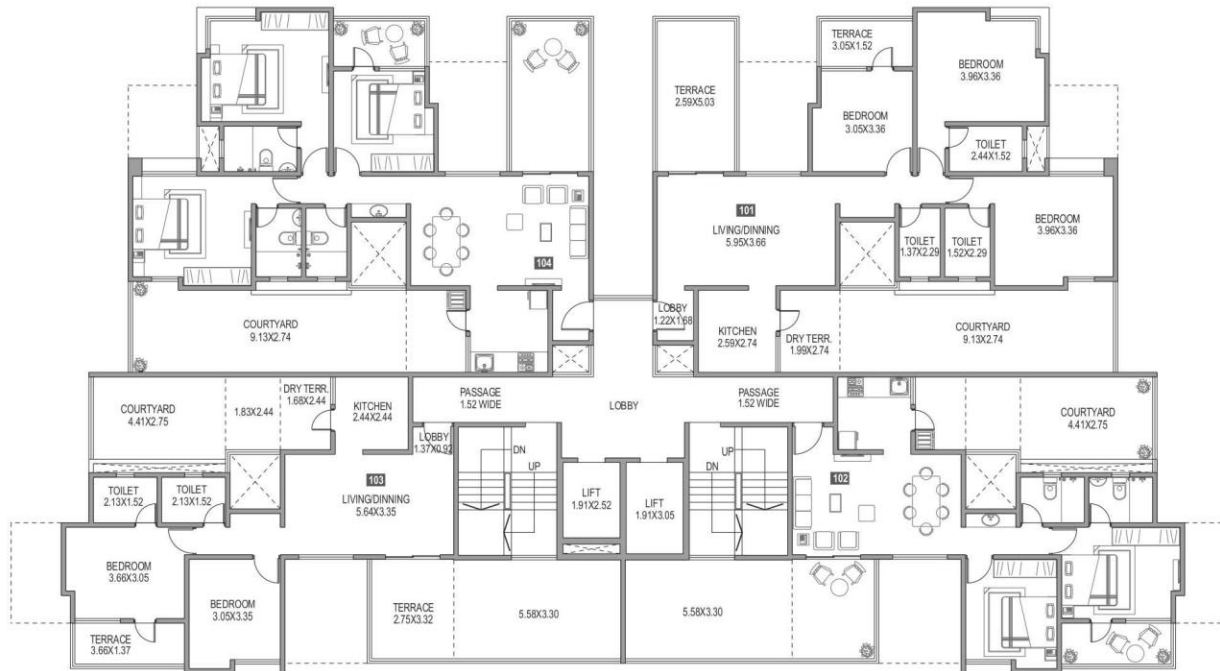 TERRACE
3.05X1.52
BEDROOM
3.96X3.36
TERRACE
2.59X5.03
BEDROOM
3.05X3.36
TOILET
2.44X1.52
101
LIVING/DINNING
5.95X3.66
BEDROOM
3.96X3.36
TOILET
1.37X2.29
TOILET
1.52X2.29
104
LOBBY
1.22X1.68
COURTYARD
9.13X2.74
KITCHEN
2.59X2.74
DRY TERR.
1.99X2.74
COURTYARD
9.13X2.74
PASSAGE
1.52 WIDE
LOBBY
PASSAGE
1.52 WIDE
COURTYARD
4.41X2.75
1.83X2.44
DRY TERR.
1.68X2.44
KITCHEN
2.44X2.44
COURTYARD
4.41X2.75
LOBBY
1.37X0.92
DN
UP
UP
DN
103
LIVING/DINNING
5.64X3.35
102
TOILET
2.13X1.52
TOILET
2.13X1.52
LIFT
1.91X2.52
LIFT
1.91X3.05
BEDROOM
3.66X3.05
BEDROOM
3.05X3.35
TERRACE
2.75X3.32
5.58X3.30
5.58X3.30
TERRACE
3.66X1.37